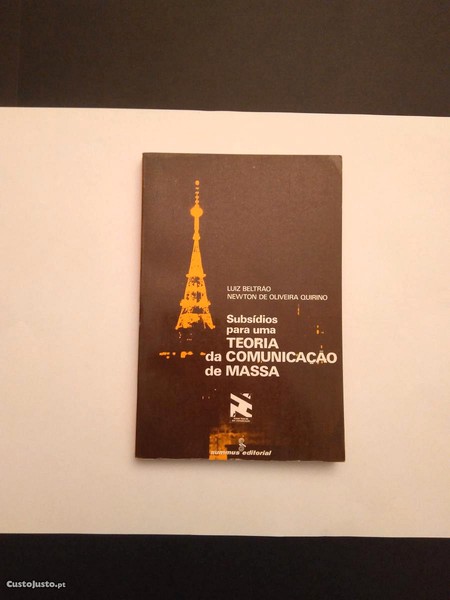 LUIZ BELTRÃO
NEWTON DE OLIVEIRA QUIRINO
Subsídios
para uma
TEORIA
da COMUNICAÇÃO
de MASSA
summus editorial
CustoJusto.pt